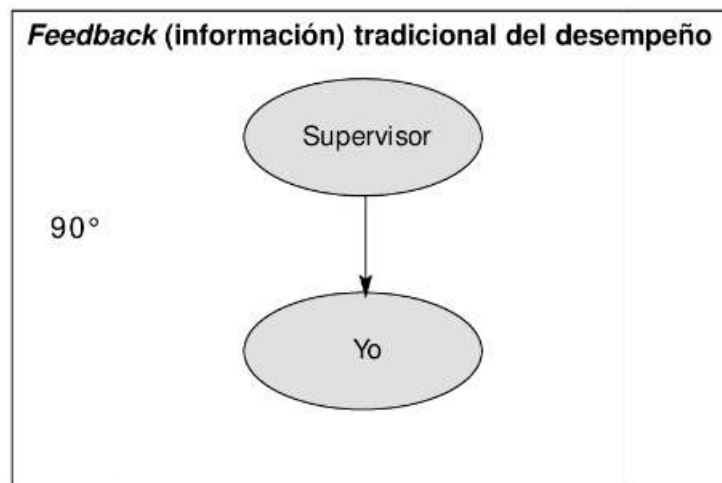 Feedback (información) tradicional del desempeño
Supervisor
90°
Yo